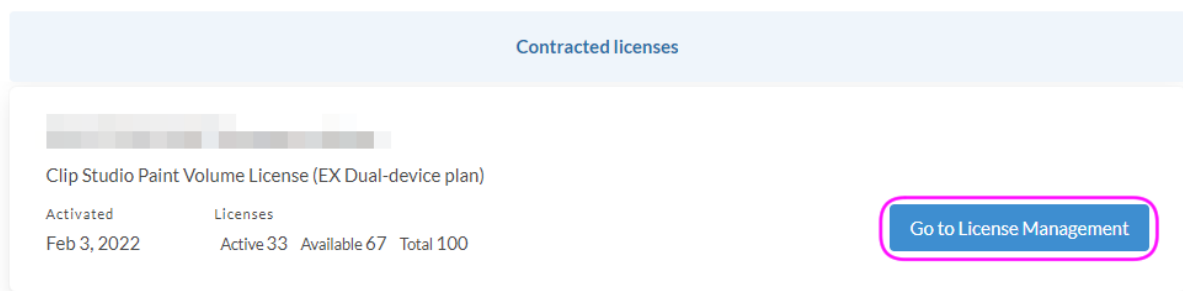 Contracted licenses
Clip Studio Paint Volume License (EX Dual-device plan)
Activated Licenses
Feb 3, 2022 Active 33 Available 67 Total 100
Go to License Management